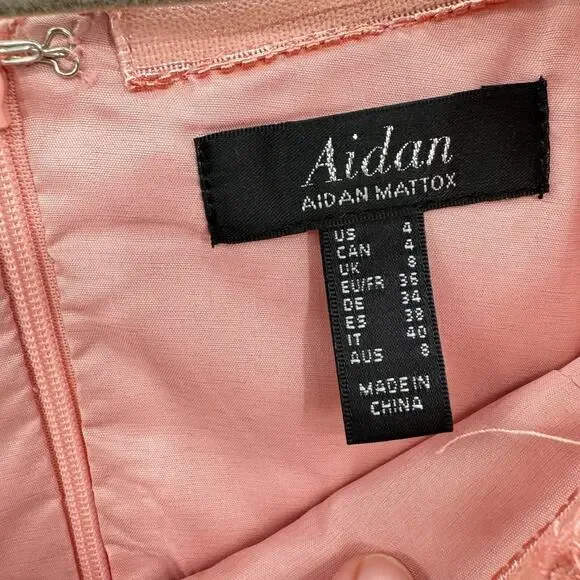 Aidan
AIDAN MATTOX
US 4
CAN 4
UK 8
EU/FR 36
DE 34
ES 38
IT 40
AUS 8
MADE IN
CHINA